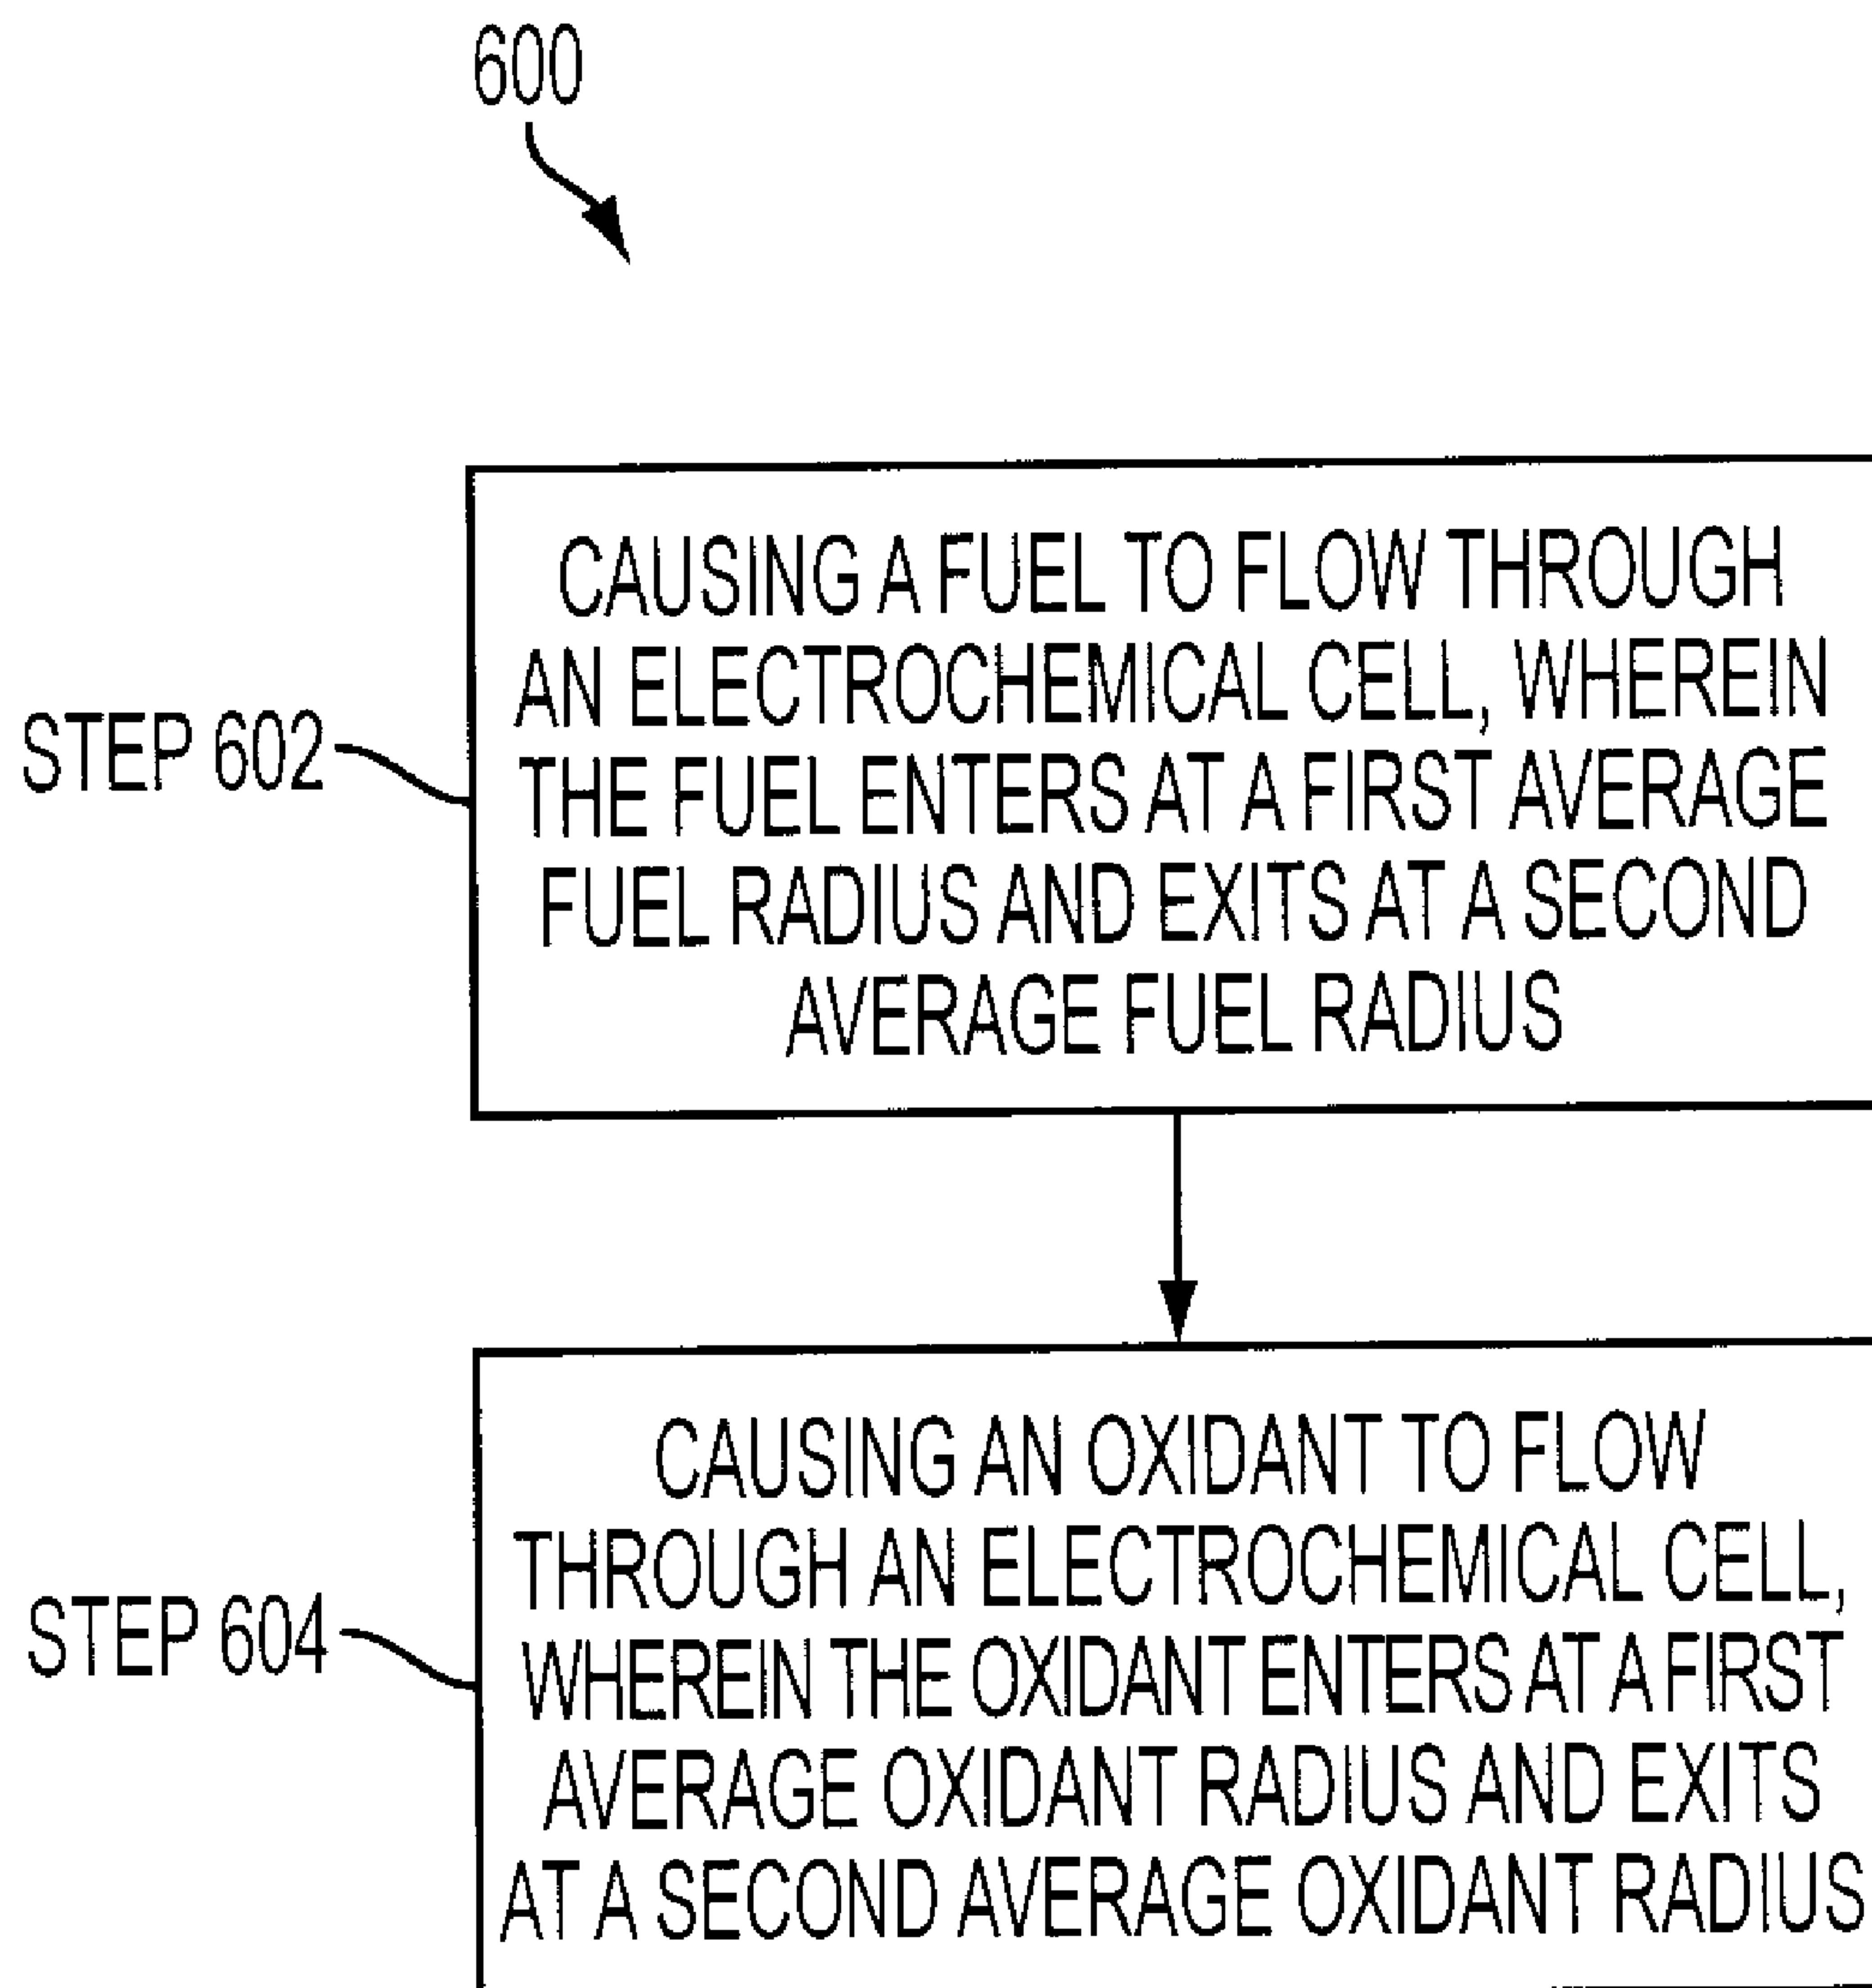 600
CAUSING A FUEL TO FLOW THROUGH
AN ELECTROCHEMICAL CELL, WHEREIN
THE FUEL ENTERS AT A FIRST AVERAGE
FUEL RADIUS AND EXITS AT A SECOND
AVERAGE FUEL RADIUS
STEP 602
CAUSING AN OXIDANT TO FLOW
THROUGH AN ELECTROCHEMICAL CELL,
WHEREIN THE OXIDANT ENTERS AT A FIRST
AVERAGE OXIDANT RADIUS AND EXITS
AT A SECOND AVERAGE OXIDANT RADIUS
STEP 604